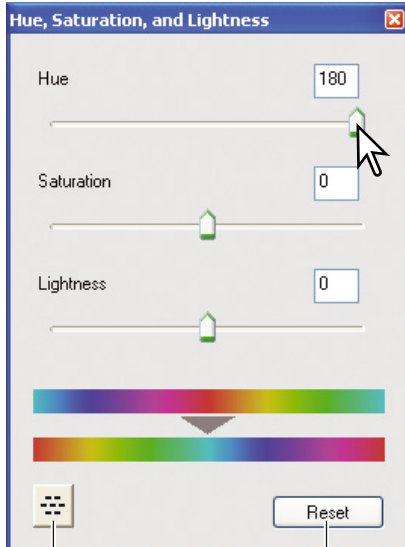 Hue, Saturation, and Lightness
Hue 180
Saturation 0
Lightness 0
Reset